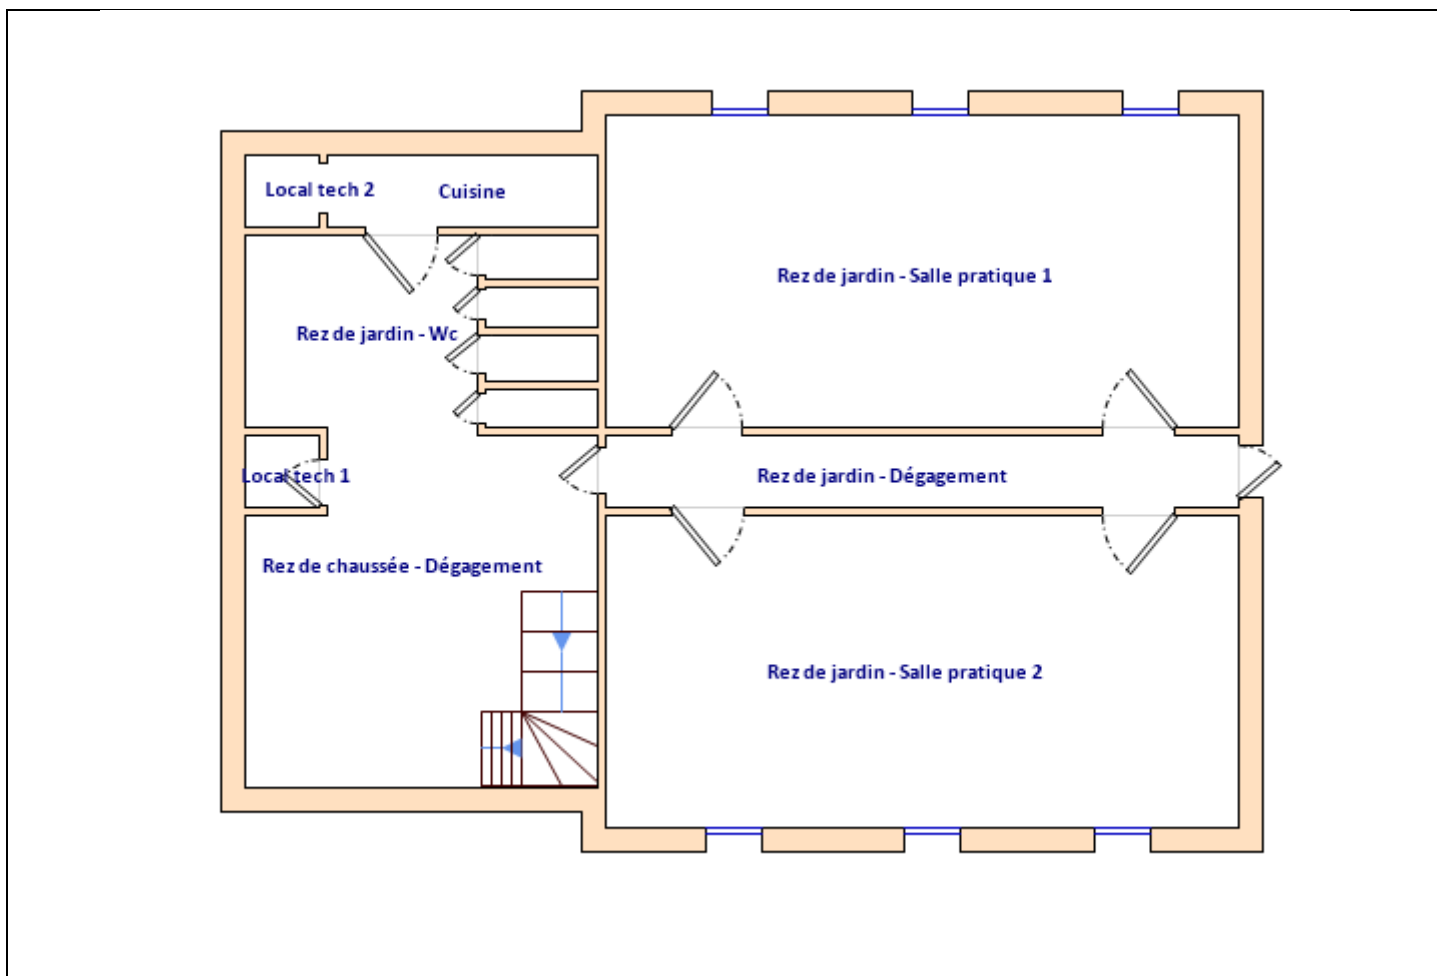 Local tech 2
Cuisine
Rez de jardin - Salle pratique 1
Rez de jardin - Wc
Local tech 1
Rez de jardin - Dégagement
Rez de chaussée - Dégagement
Rez de jardin - Salle pratique 2